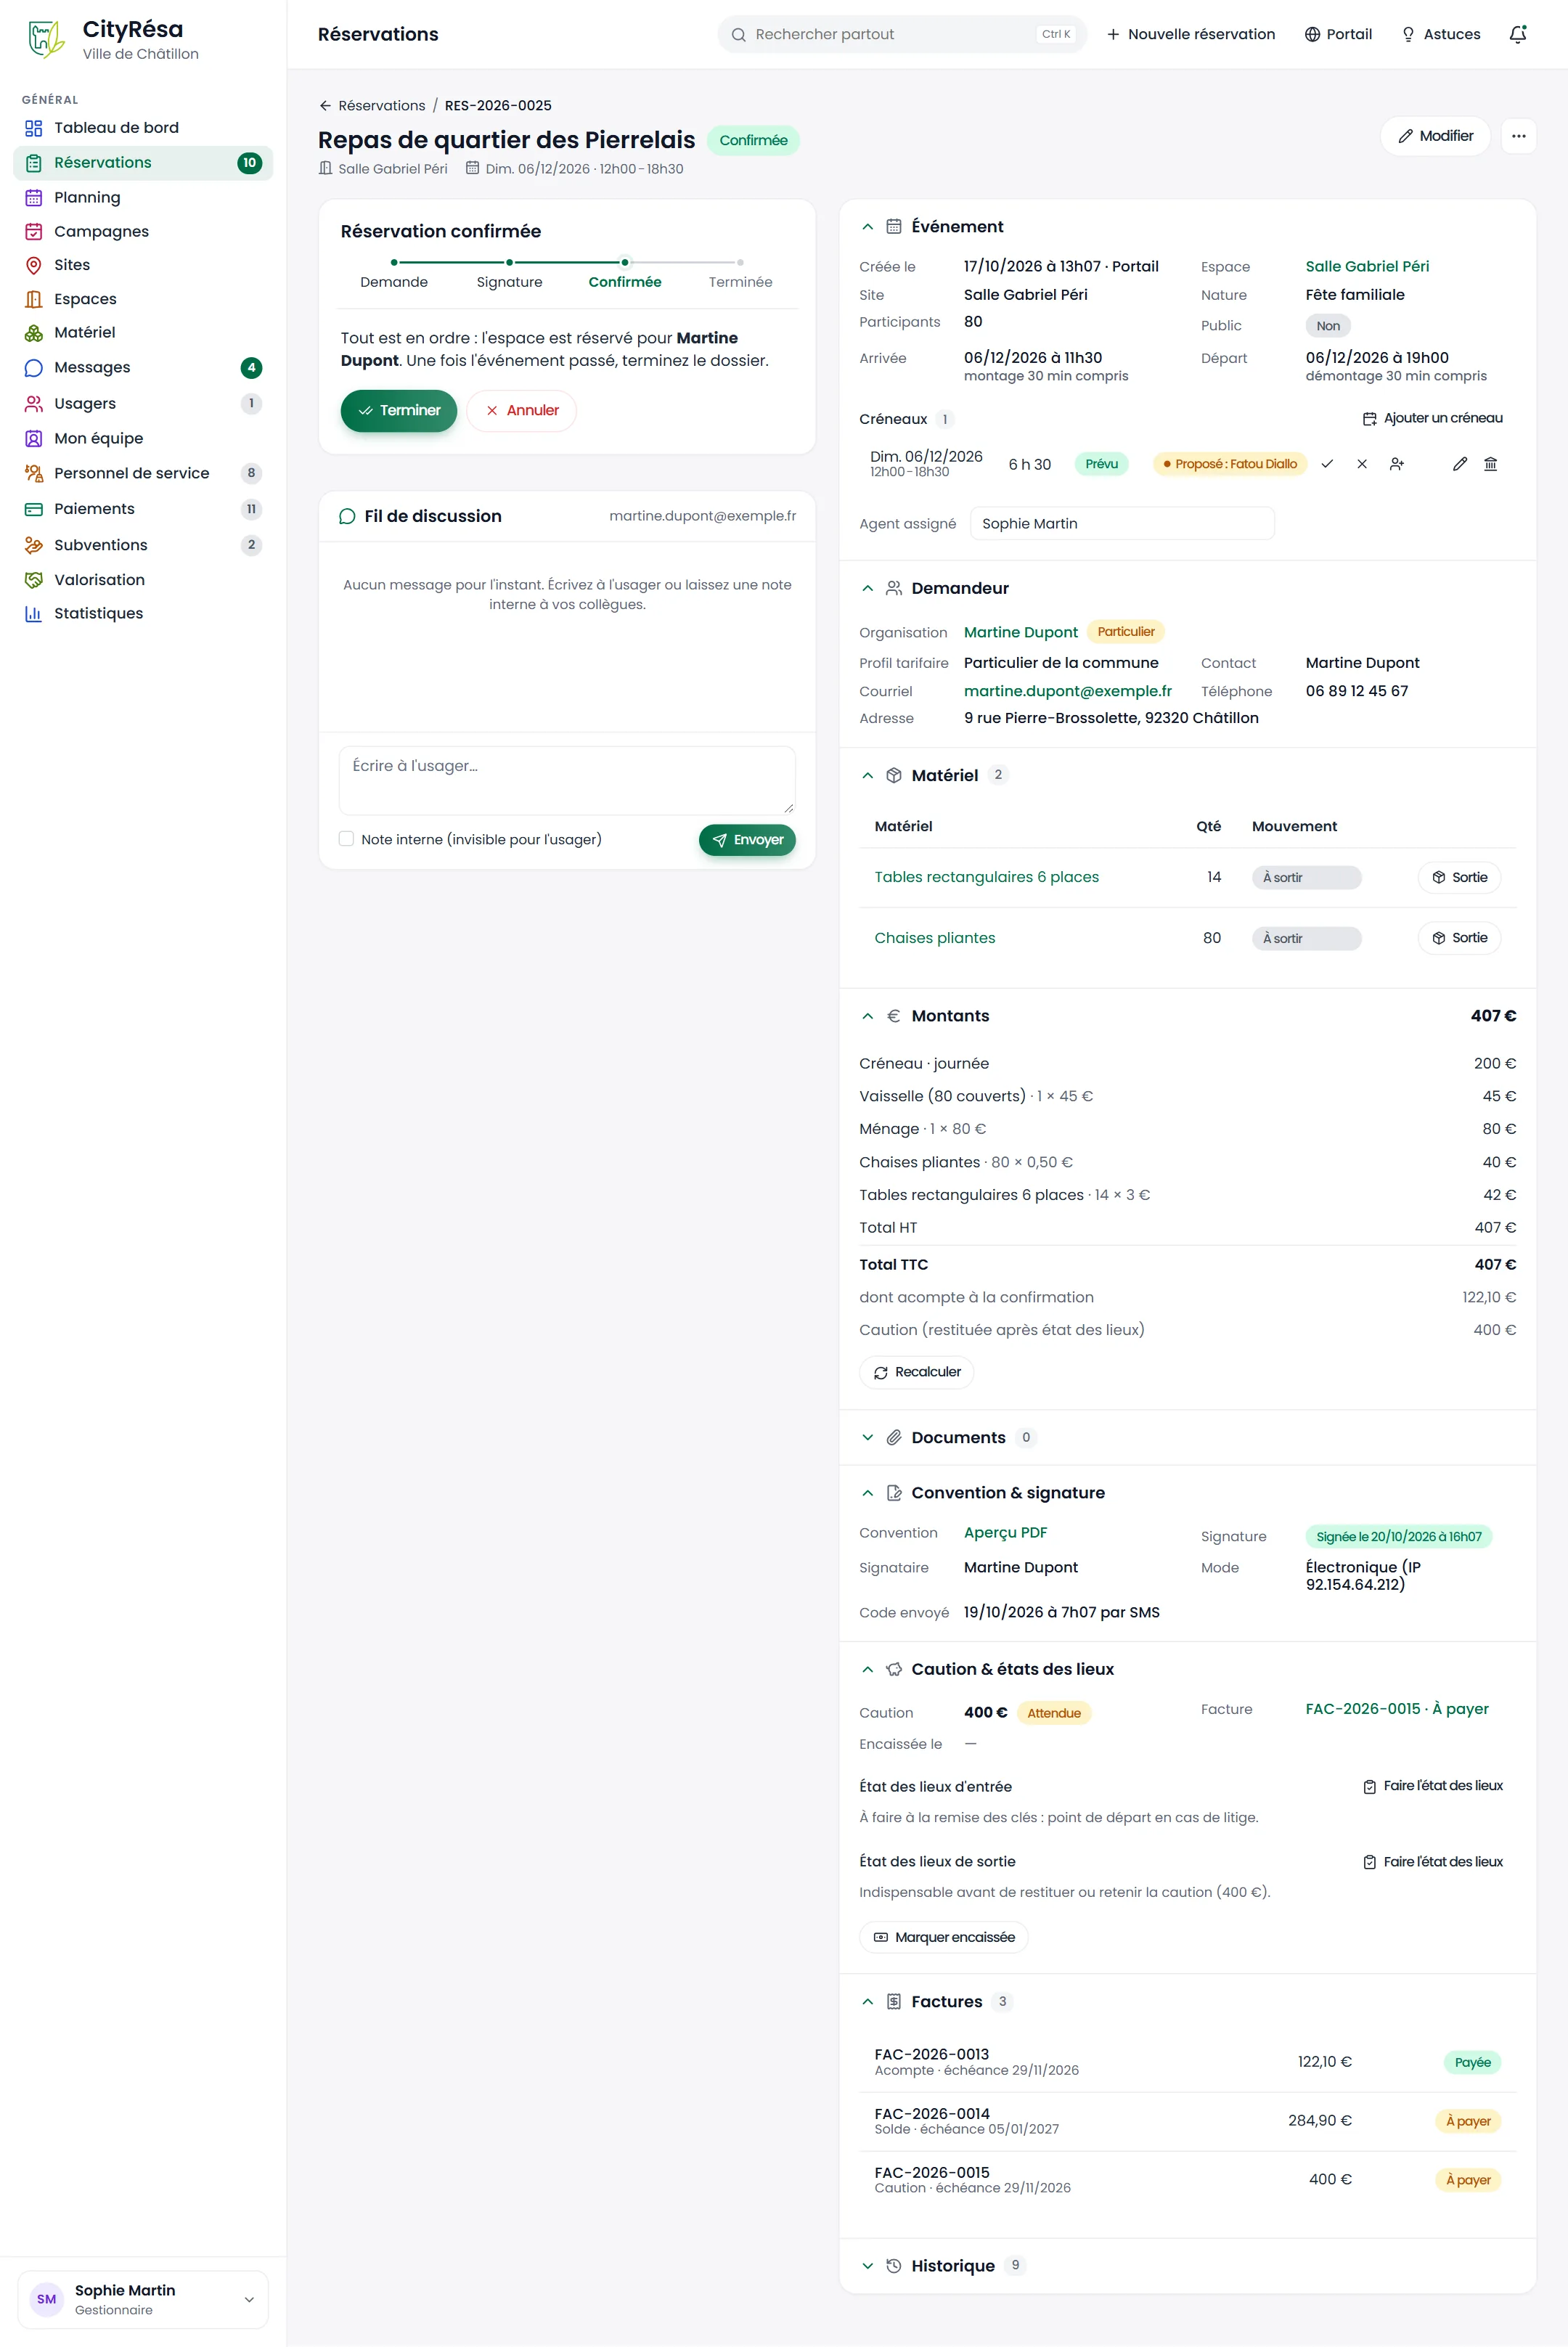 CityRésa
Ville de Châtillon
GÉNÉRAL
Tableau de bord
Réservations 10
Planning
Campagnes
Sites
Espaces
Matériel
Messages 4
Usagers 1
Mon équipe
Personnel de service 8
Paiements 11
Subventions 2
Valorisation
Statistiques
SM Sophie Martin
Gestionnaire
Réservations
Rechercher partout Ctrl K
Nouvelle réservation
Portail
Astuces
Réservations / RES-2026-0025
Repas de quartier des Pierrelais Confirmée
Salle Gabriel Péri Dim. 06/12/2026 · 12h00–18h30
Modifier
Réservation confirmée
Demande Signature Confirmée Terminée
Tout est en ordre : l'espace est réservé pour Martine
Dupont. Une fois l'événement passé, terminez le dossier.
Terminer Annuler
Fil de discussion martine.dupont@exemple.fr
Aucun message pour l'instant. Écrivez à l'usager ou laissez une note
interne à vos collègues.
Écrire à l'usager...
Note interne (invisible pour l'usager) Envoyer
Événement
Créée le 17/10/2026 à 13h07 · Portail Espace Salle Gabriel Péri
Site Salle Gabriel Péri Nature Fête familiale
Participants 80 Public Non
Arrivée 06/12/2026 à 11h30 Départ 06/12/2026 à 19h00
montage 30 min compris démontage 30 min compris
Créneaux 1 Ajouter un créneau
Dim. 06/12/2026 6 h 30 Prévu Proposé : Fatou Diallo
12h00–18h30
Agent assigné Sophie Martin
Demandeur
Organisation Martine Dupont Particulier
Profil tarifaire Particulier de la commune Contact Martine Dupont
Courriel martine.dupont@exemple.fr Téléphone 06 89 12 45 67
Adresse 9 rue Pierre-Brossolette, 92320 Châtillon
Matériel 2
Matériel Qté Mouvement
Tables rectangulaires 6 places 14 À sortir Sortie
Chaises pliantes 80 À sortir Sortie
Montants 407 €
Créneau · journée 200 €
Vaisselle (80 couverts) · 1 × 45 € 45 €
Ménage · 1 × 80 € 80 €
Chaises pliantes · 80 × 0,50 € 40 €
Tables rectangulaires 6 places · 14 × 3 € 42 €
Total HT 407 €
Total TTC 407 €
dont acompte à la confirmation 122,10 €
Caution (restituée après état des lieux) 400 €
Recalculer
Documents 0
Convention & signature
Convention Aperçu PDF Signature Signée le 20/10/2026 à 16h07
Signataire Martine Dupont Mode Électronique (IP
92.154.64.212)
Code envoyé 19/10/2026 à 7h07 par SMS
Caution & états des lieux
Caution 400 € Attendue Facture FAC-2026-0015 · À payer
Encaissée le —
État des lieux d'entrée Faire l'état des lieux
À faire à la remise des clés : point de départ en cas de litige.
État des lieux de sortie Faire l'état des lieux
Indispensable avant de restituer ou retenir la caution (400 €).
Marquer encaissée
Factures 3
FAC-2026-0013 122,10 € Payée
Acompte · échéance 29/11/2026
FAC-2026-0014 284,90 € À payer
Solde · échéance 05/01/2027
FAC-2026-0015 400 € À payer
Caution · échéance 29/11/2026
Historique 9